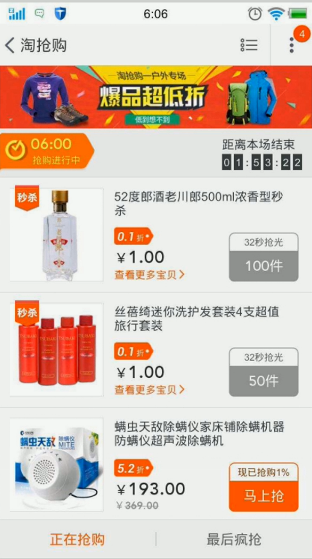 6:06
淘抢购
4
淘抢购一户外专场
爆品超低折
低到想不到
06:00
抢购进行中
距离本场结束
01:53:22
秒杀
52度郎酒老川郎500ml浓香型秒
杀
0.1折
￥1.00
查看更多宝贝>
32秒抢光
100件
秒杀
丝蓓绮迷你洗护发套装4支超值
旅行套装
0.1折
￥1.00
查看更多宝贝>
32秒抢光
50件
螨虫天敌
MITE
螨虫天敌除螨仪家床铺除螨机器
防螨仪超声波除螨机
5.2折
￥193.00
￥369.00
现已抢购1%
马上抢
正在抢购
最后疯抢